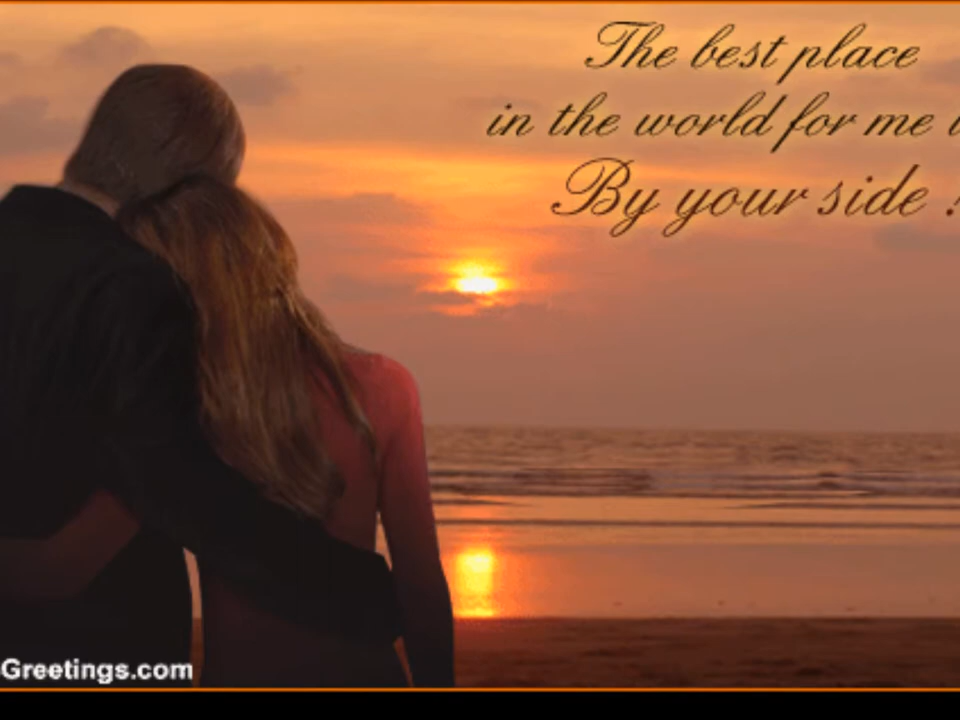 The best place
in the world for me
By your side !
Greetings.com